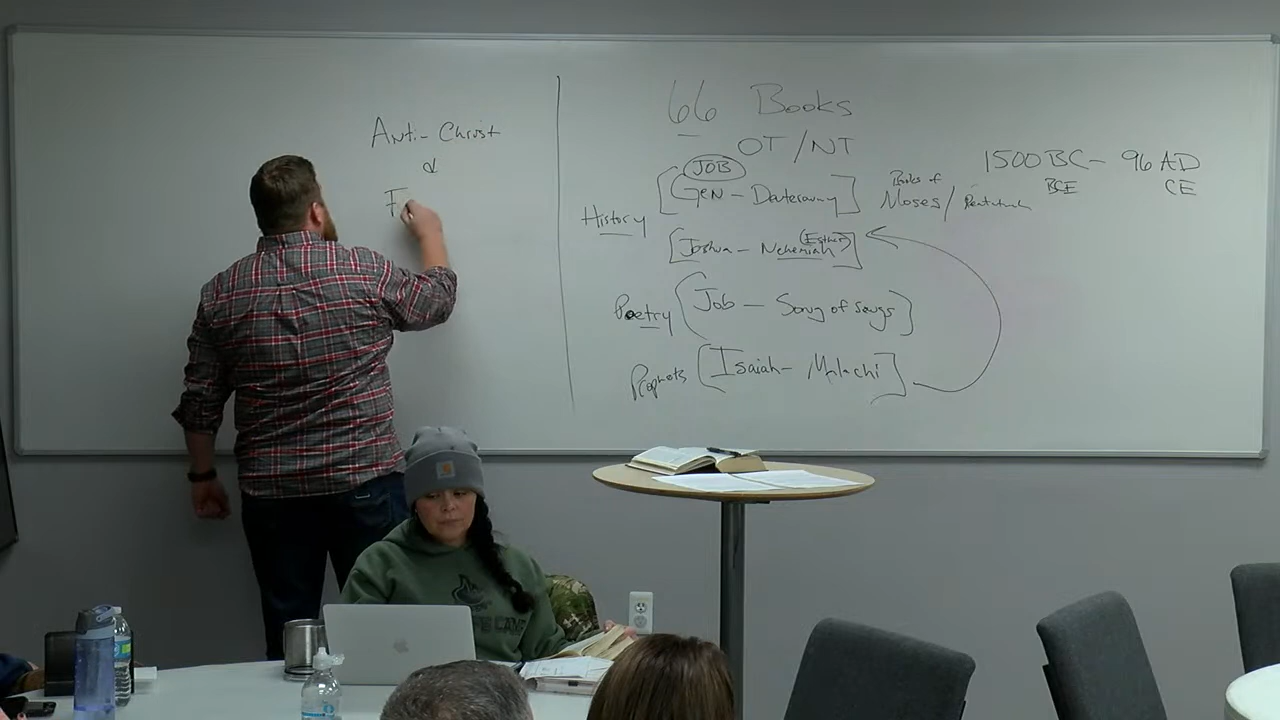 Anti-Christ
&
F
66 Books
OT/NT
1500 BC- 96 AD
BCE CE
JOB
[Gen - Deuteronomy]
Books of
Moses/
History
[Joshua - Nehemiah (Esther)]
Poetry
Job - Song of Songs]
Prophets
[Isaiah- Malachi]